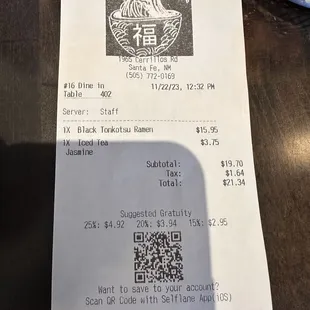 福
1965 Cerrillos Rd
Santa Fe, NM
(505) 772-0169
#16 Dine in 11/22/23, 12:32 PM
Table 402
Server: Staff
1X Black Tonkotsu Ramen $15.95
1X Iced Tea $3.75
Jasmine
Subtotal: $19.70
Tax: $1.64
Total: $21.34
Suggested Gratuity
25%: $4.92 20%: $3.94 15%: $2.95
Want to save to your account?
Scan QR Code with Selflane App(iOS)